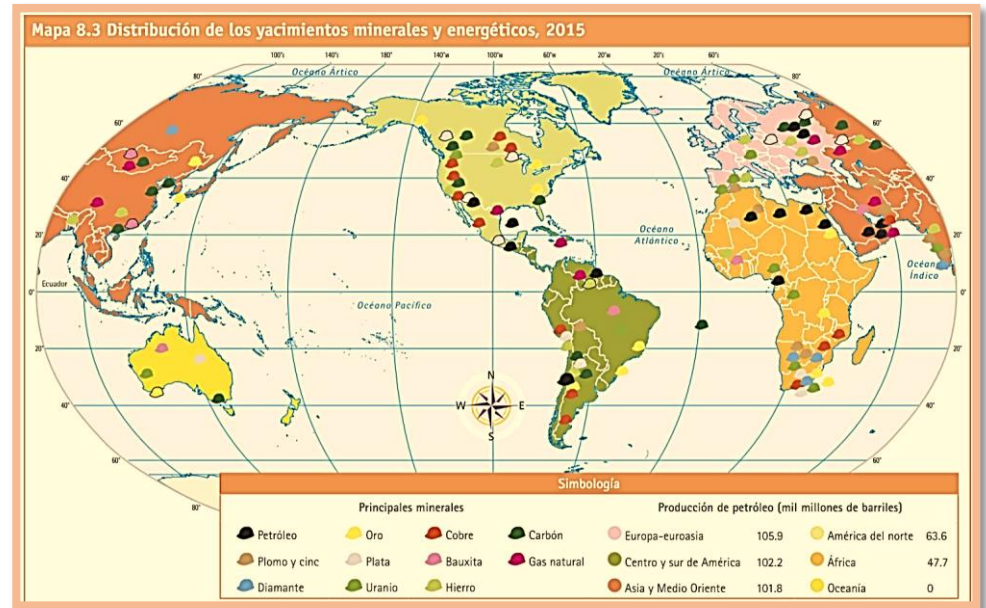 Mapa 8.3 Distribución de los yacimientos minerales y energéticos, 2015
100° 120° 140° 140° 100° 20° 20° 60°
Océano Ártico Océano Ártico
80° 80°
60° 60°
40° 40°
20° 20°
Océano Atlántico
Océano Índico
Ecuador
0° 0°
Océano Pacífico
20° 20°
N
W E
S
40° 40°
60° 60°
80°
Simbología
Principales minerales
Petróleo Oro Cobre Carbón
Plomo y cinc Plata Bauxita Gas natural
Diamante Uranio Hierro
Producción de petróleo (mil millones de barriles)
Europa-euroasia 105.9 América del norte 63.6
Centro y sur de América 102.2 África 47.7
Asia y Medio Oriente 101.8 Oceanía 0